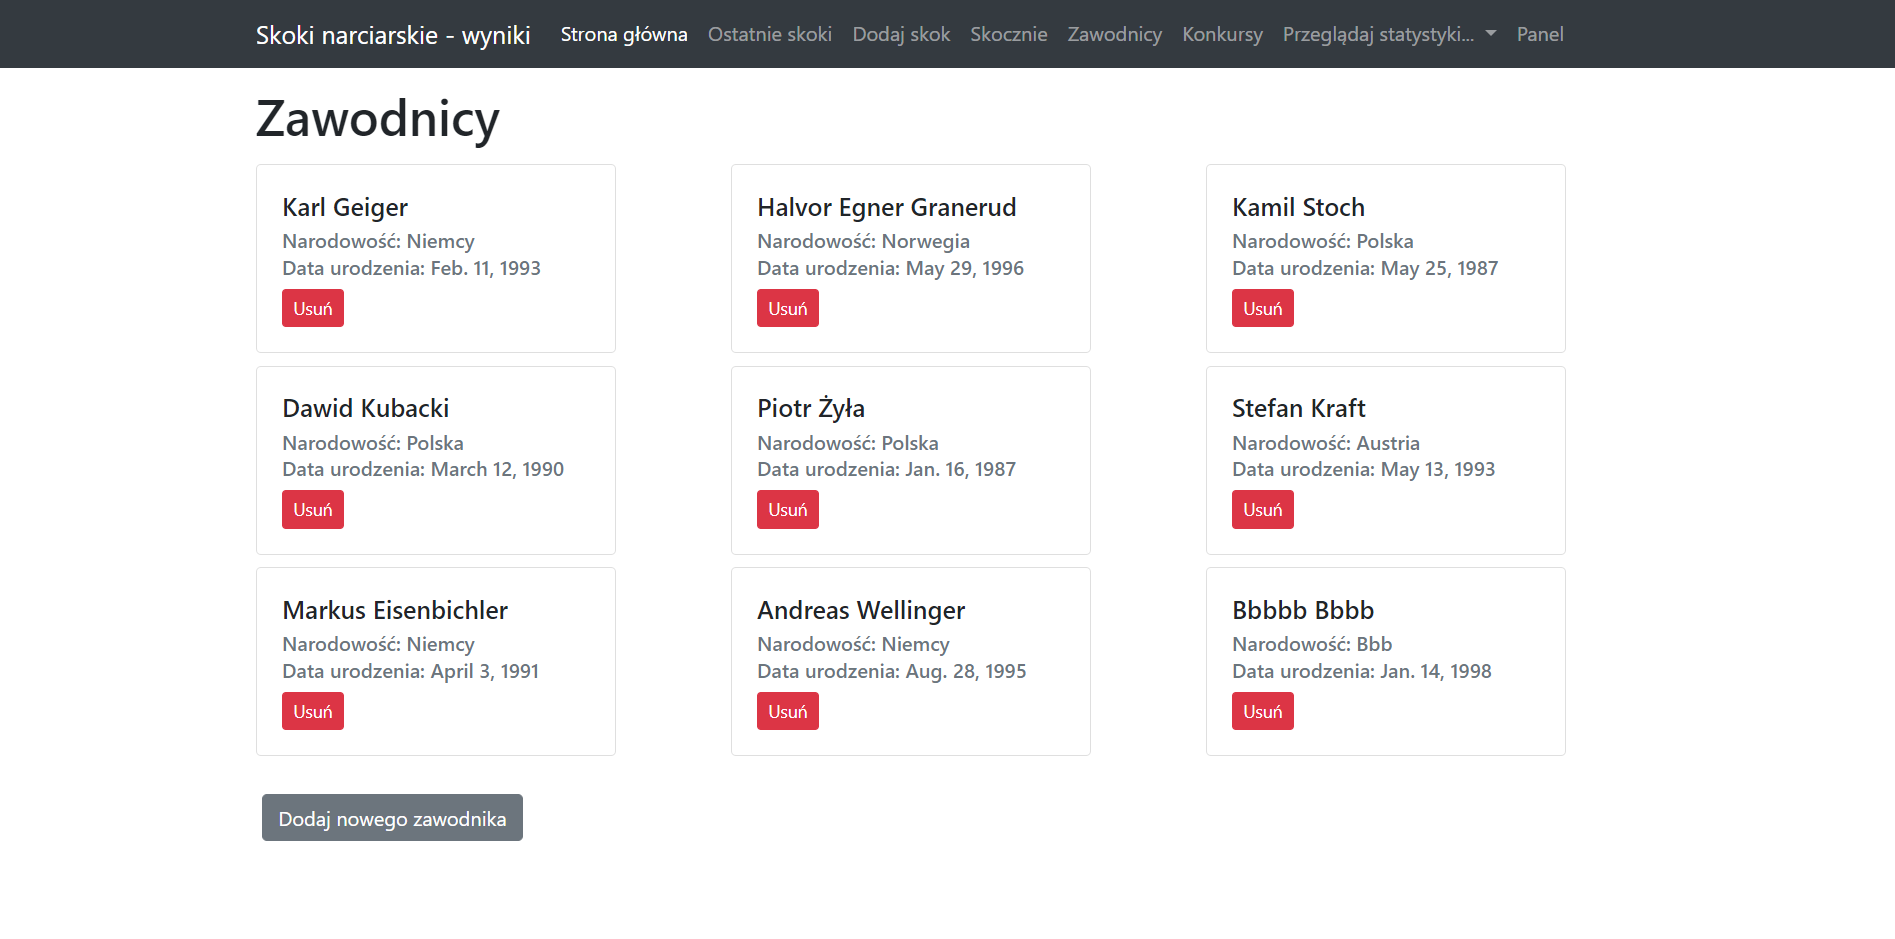 Skoki narciarskie - wyniki Strona główna Ostatnie skoki Dodaj skok Skocznie Zawodnicy Konkursy Przeglądaj statystyki... Panel
Zawodnicy
Karl Geiger
Narodowość: Niemcy
Data urodzenia: Feb. 11, 1993
Usuń
Halvor Egner Granerud
Narodowość: Norwegia
Data urodzenia: May 29, 1996
Usuń
Kamil Stoch
Narodowość: Polska
Data urodzenia: May 25, 1987
Usuń
Dawid Kubacki
Narodowość: Polska
Data urodzenia: March 12, 1990
Usuń
Piotr Żyła
Narodowość: Polska
Data urodzenia: Jan. 16, 1987
Usuń
Stefan Kraft
Narodowość: Austria
Data urodzenia: May 13, 1993
Usuń
Markus Eisenbichler
Narodowość: Niemcy
Data urodzenia: April 3, 1991
Usuń
Andreas Wellinger
Narodowość: Niemcy
Data urodzenia: Aug. 28, 1995
Usuń
Bbbbb Bbbb
Narodowość: Bbb
Data urodzenia: Jan. 14, 1998
Usuń
Dodaj nowego zawodnika